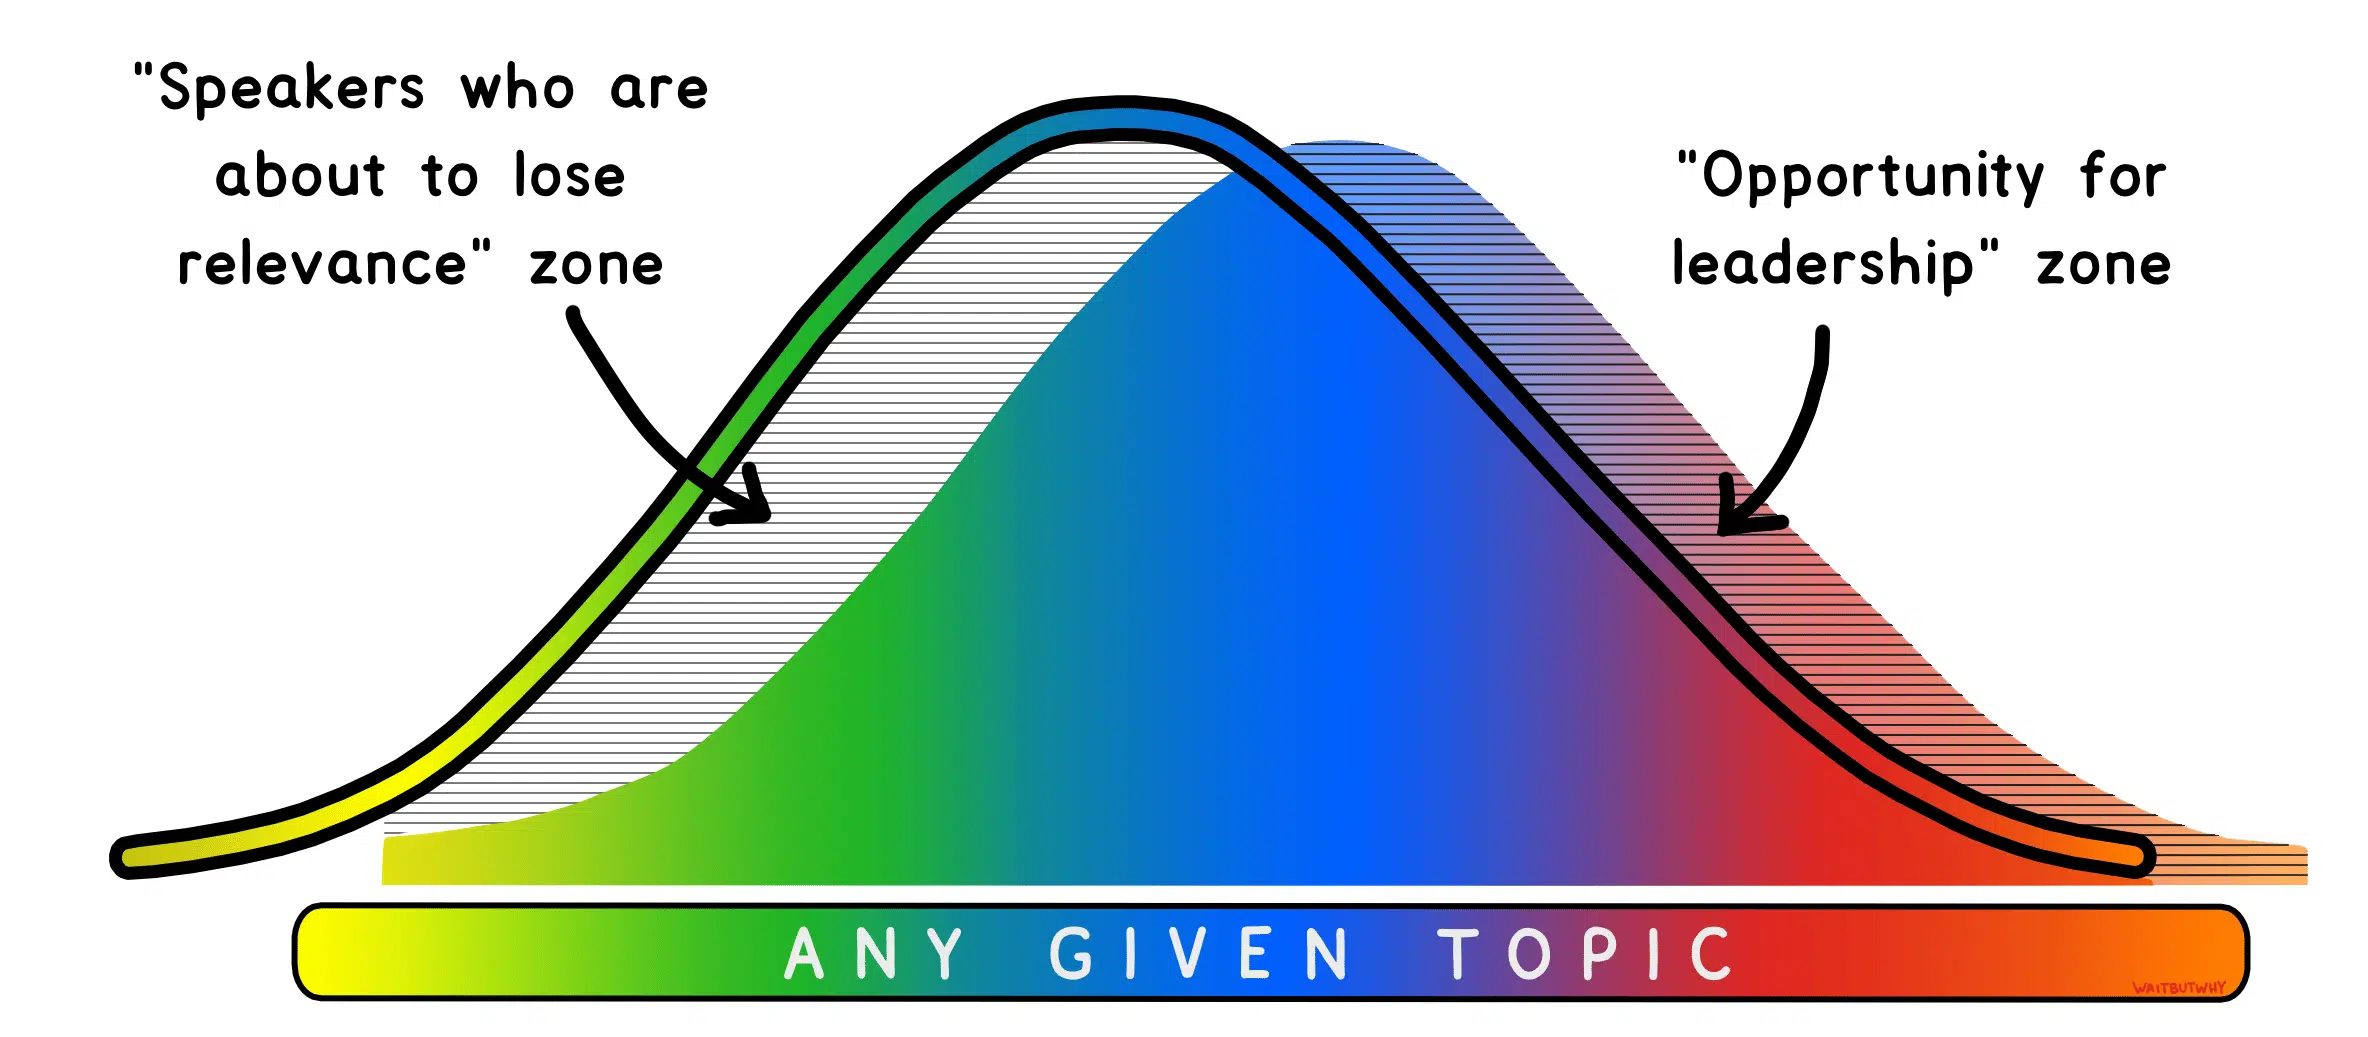 "Speakers who are
about to lose
relevance" zone
"Opportunity for
leadership" zone
ANY GIVEN TOPIC
WAITBUTWHY